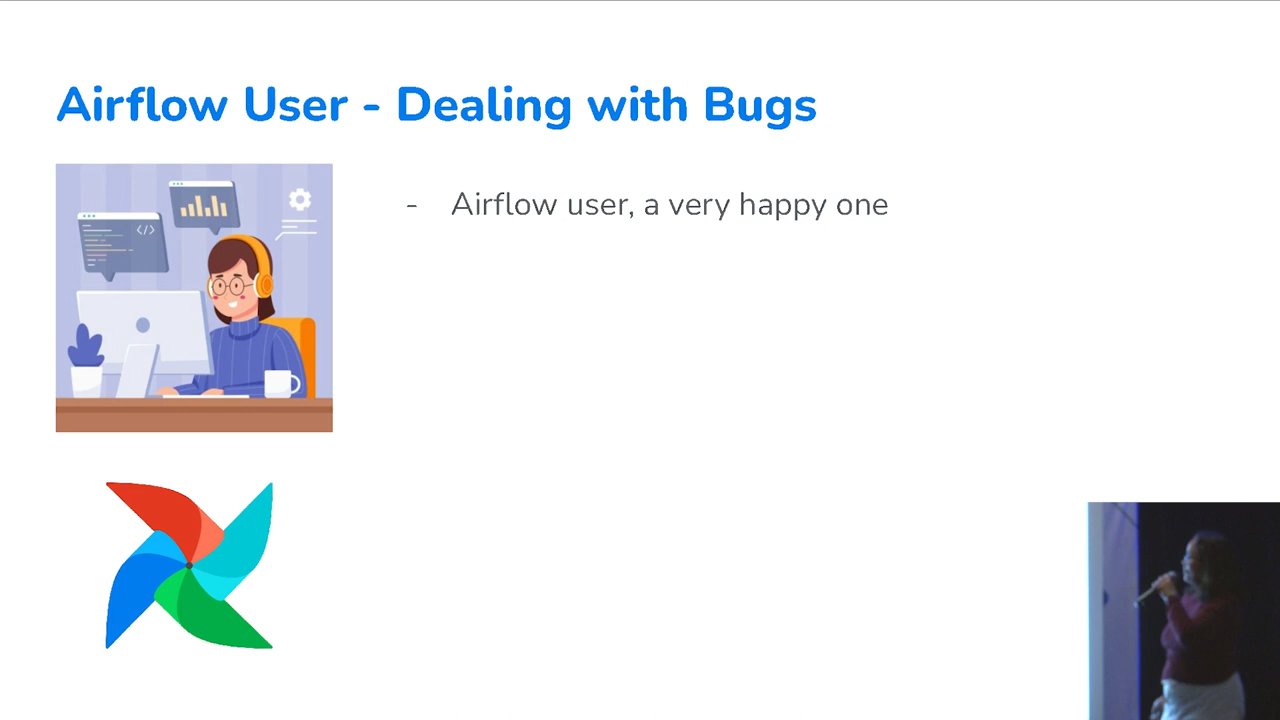 Airflow User - Dealing with Bugs
- Airflow user, a very happy one
</>